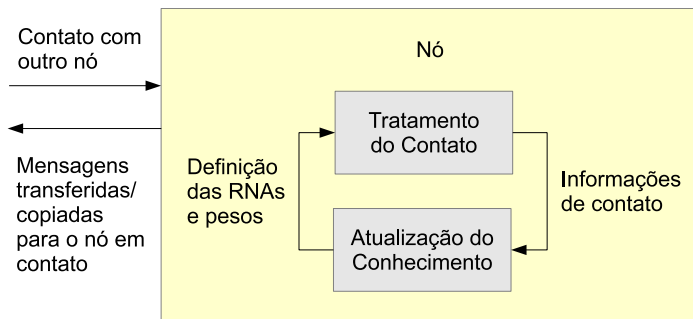 Contato com
outro nó
Mensagens
transferidas/
copiadas
para o nó em
contato
Nó
Tratamento
do Contato
Definição
das RNAs
e pesos
Informações
de contato
Atualização do
Conhecimento